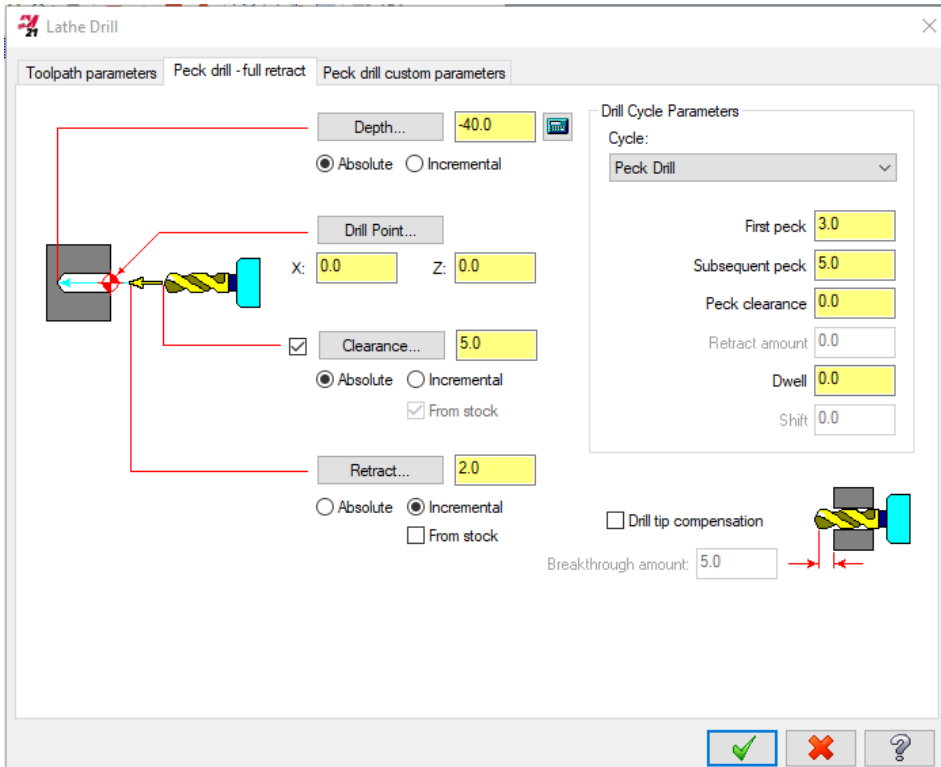 21 Lathe Drill
Toolpath parameters Peck drill - full retract Peck drill custom parameters
Depth... -40.0
Absolute Incremental
Drill Point...
X: 0.0 Z: 0.0
Clearance... 5.0
Absolute Incremental
From stock
Retract... 2.0
Absolute Incremental
From stock
Drill Cycle Parameters
Cycle:
Peck Drill
First peck 3.0
Subsequent peck 5.0
Peck clearance 0.0
Retract amount 0.0
Dwell 0.0
Shift 0.0
Drill tip compensation
Breakthrough amount: 5.0
?